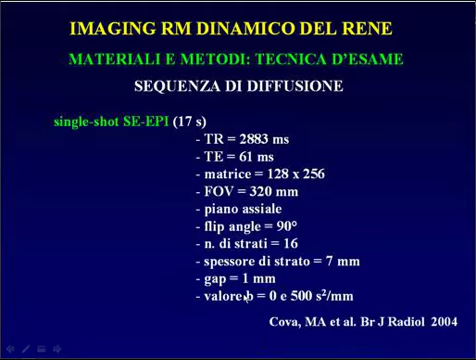 IMAGING RM DINAMICO DEL RENE
MATERIALI E METODI: TECNICA D'ESAME
SEQUENZA DI DIFFUSIONE
single-shot SE-EPI (17 s)
- TR = 2883 ms
- TE = 61 ms
- matrice = 128 x 256
- FOV = 320 mm
- piano assiale
- flip angle = 90°
- n. di strati = 16
- spessore di strato = 7 mm
- gap = 1 mm
- valore b = 0 e 500 s²/mm
Cova, MA et al. Br J Radiol 2004